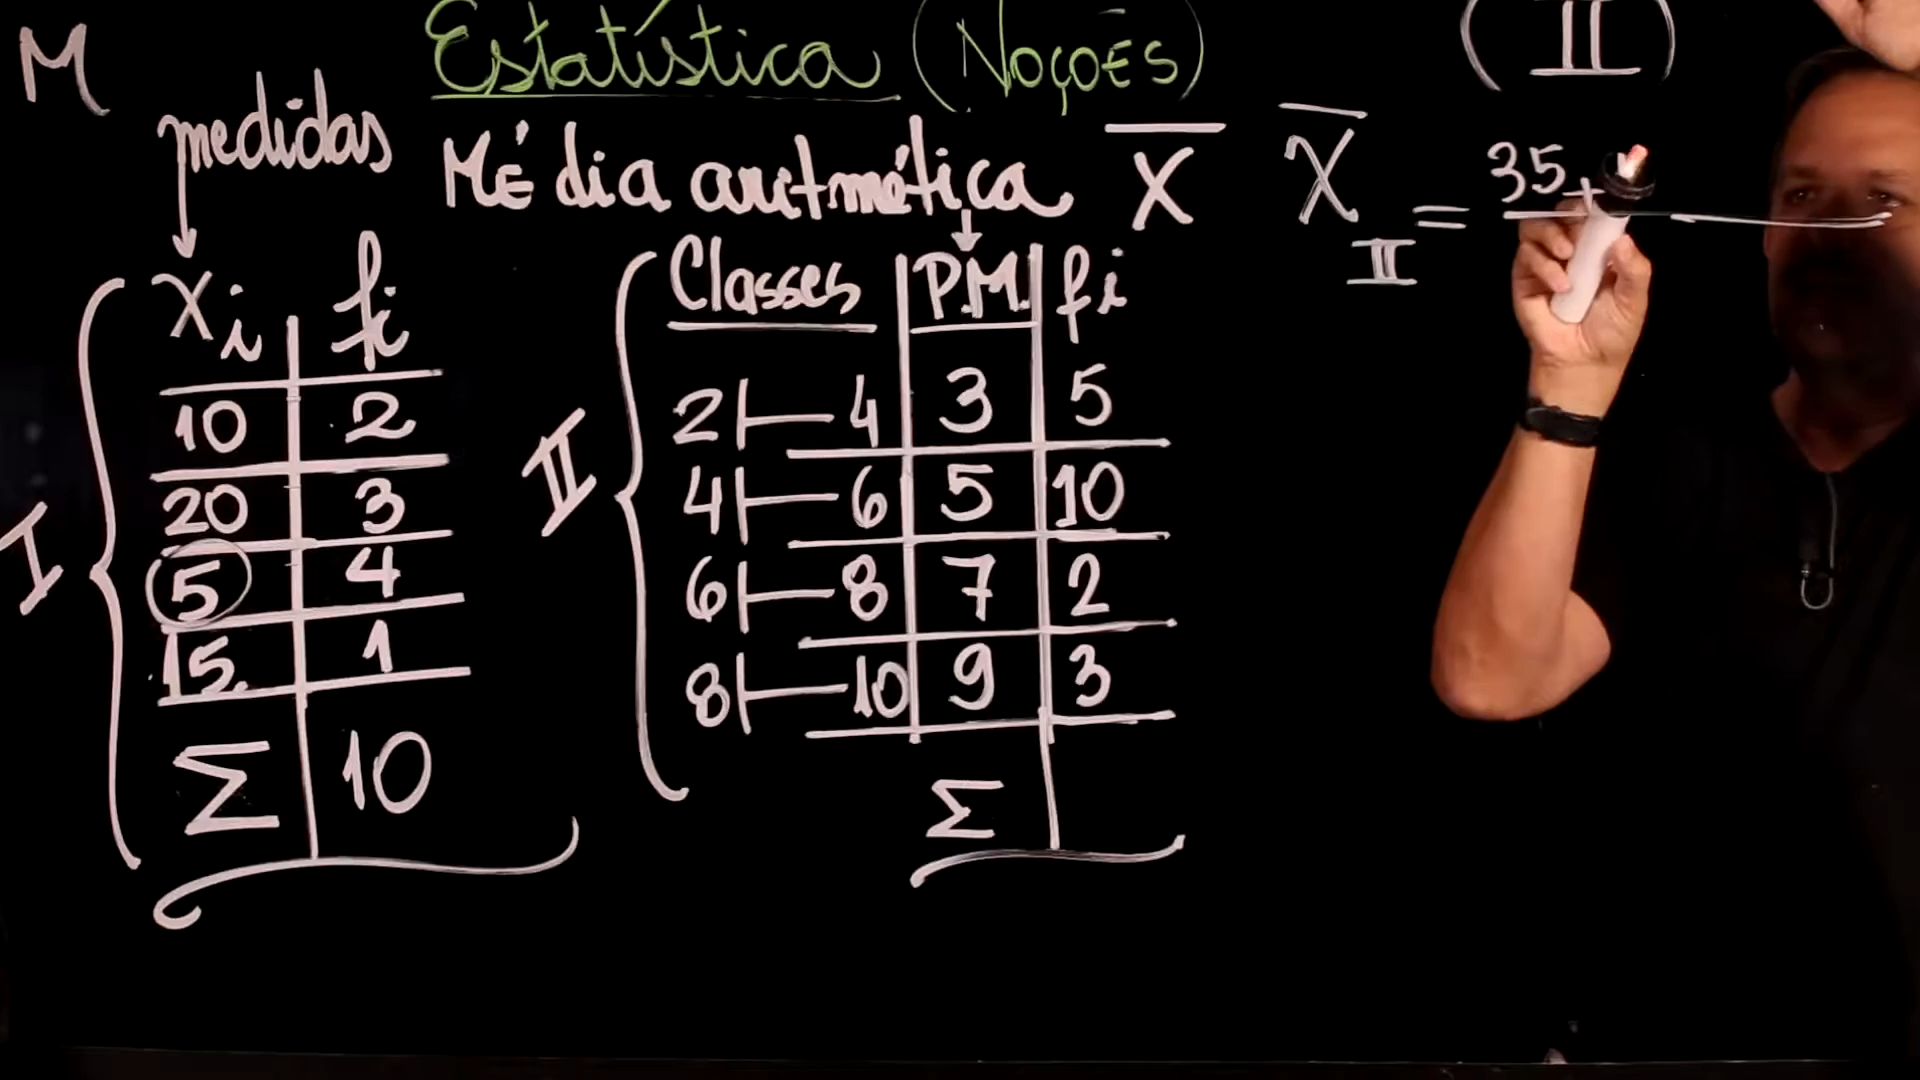 M
Estatística (Noções)
(II)
medidas
Média aritmética X̅
X̅ II = 35+
I
xi fi
10 2
20 3
5 4
15 1
Σ 10
II
Classes P.M. fi
2 ⊢ 4 3 5
4 ⊢ 6 5 10
6 ⊢ 8 7 2
8 ⊢ 10 9 3
Σ